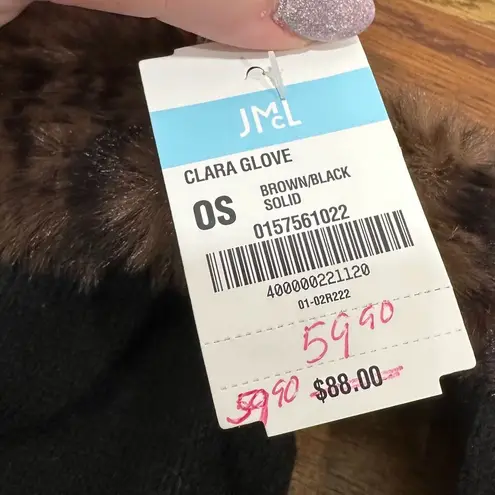 JMcL
CLARA GLOVE
OS
BROWN/BLACK
SOLID
0157561022
400000221120
01-02R222
59 90
59 90 $88.00